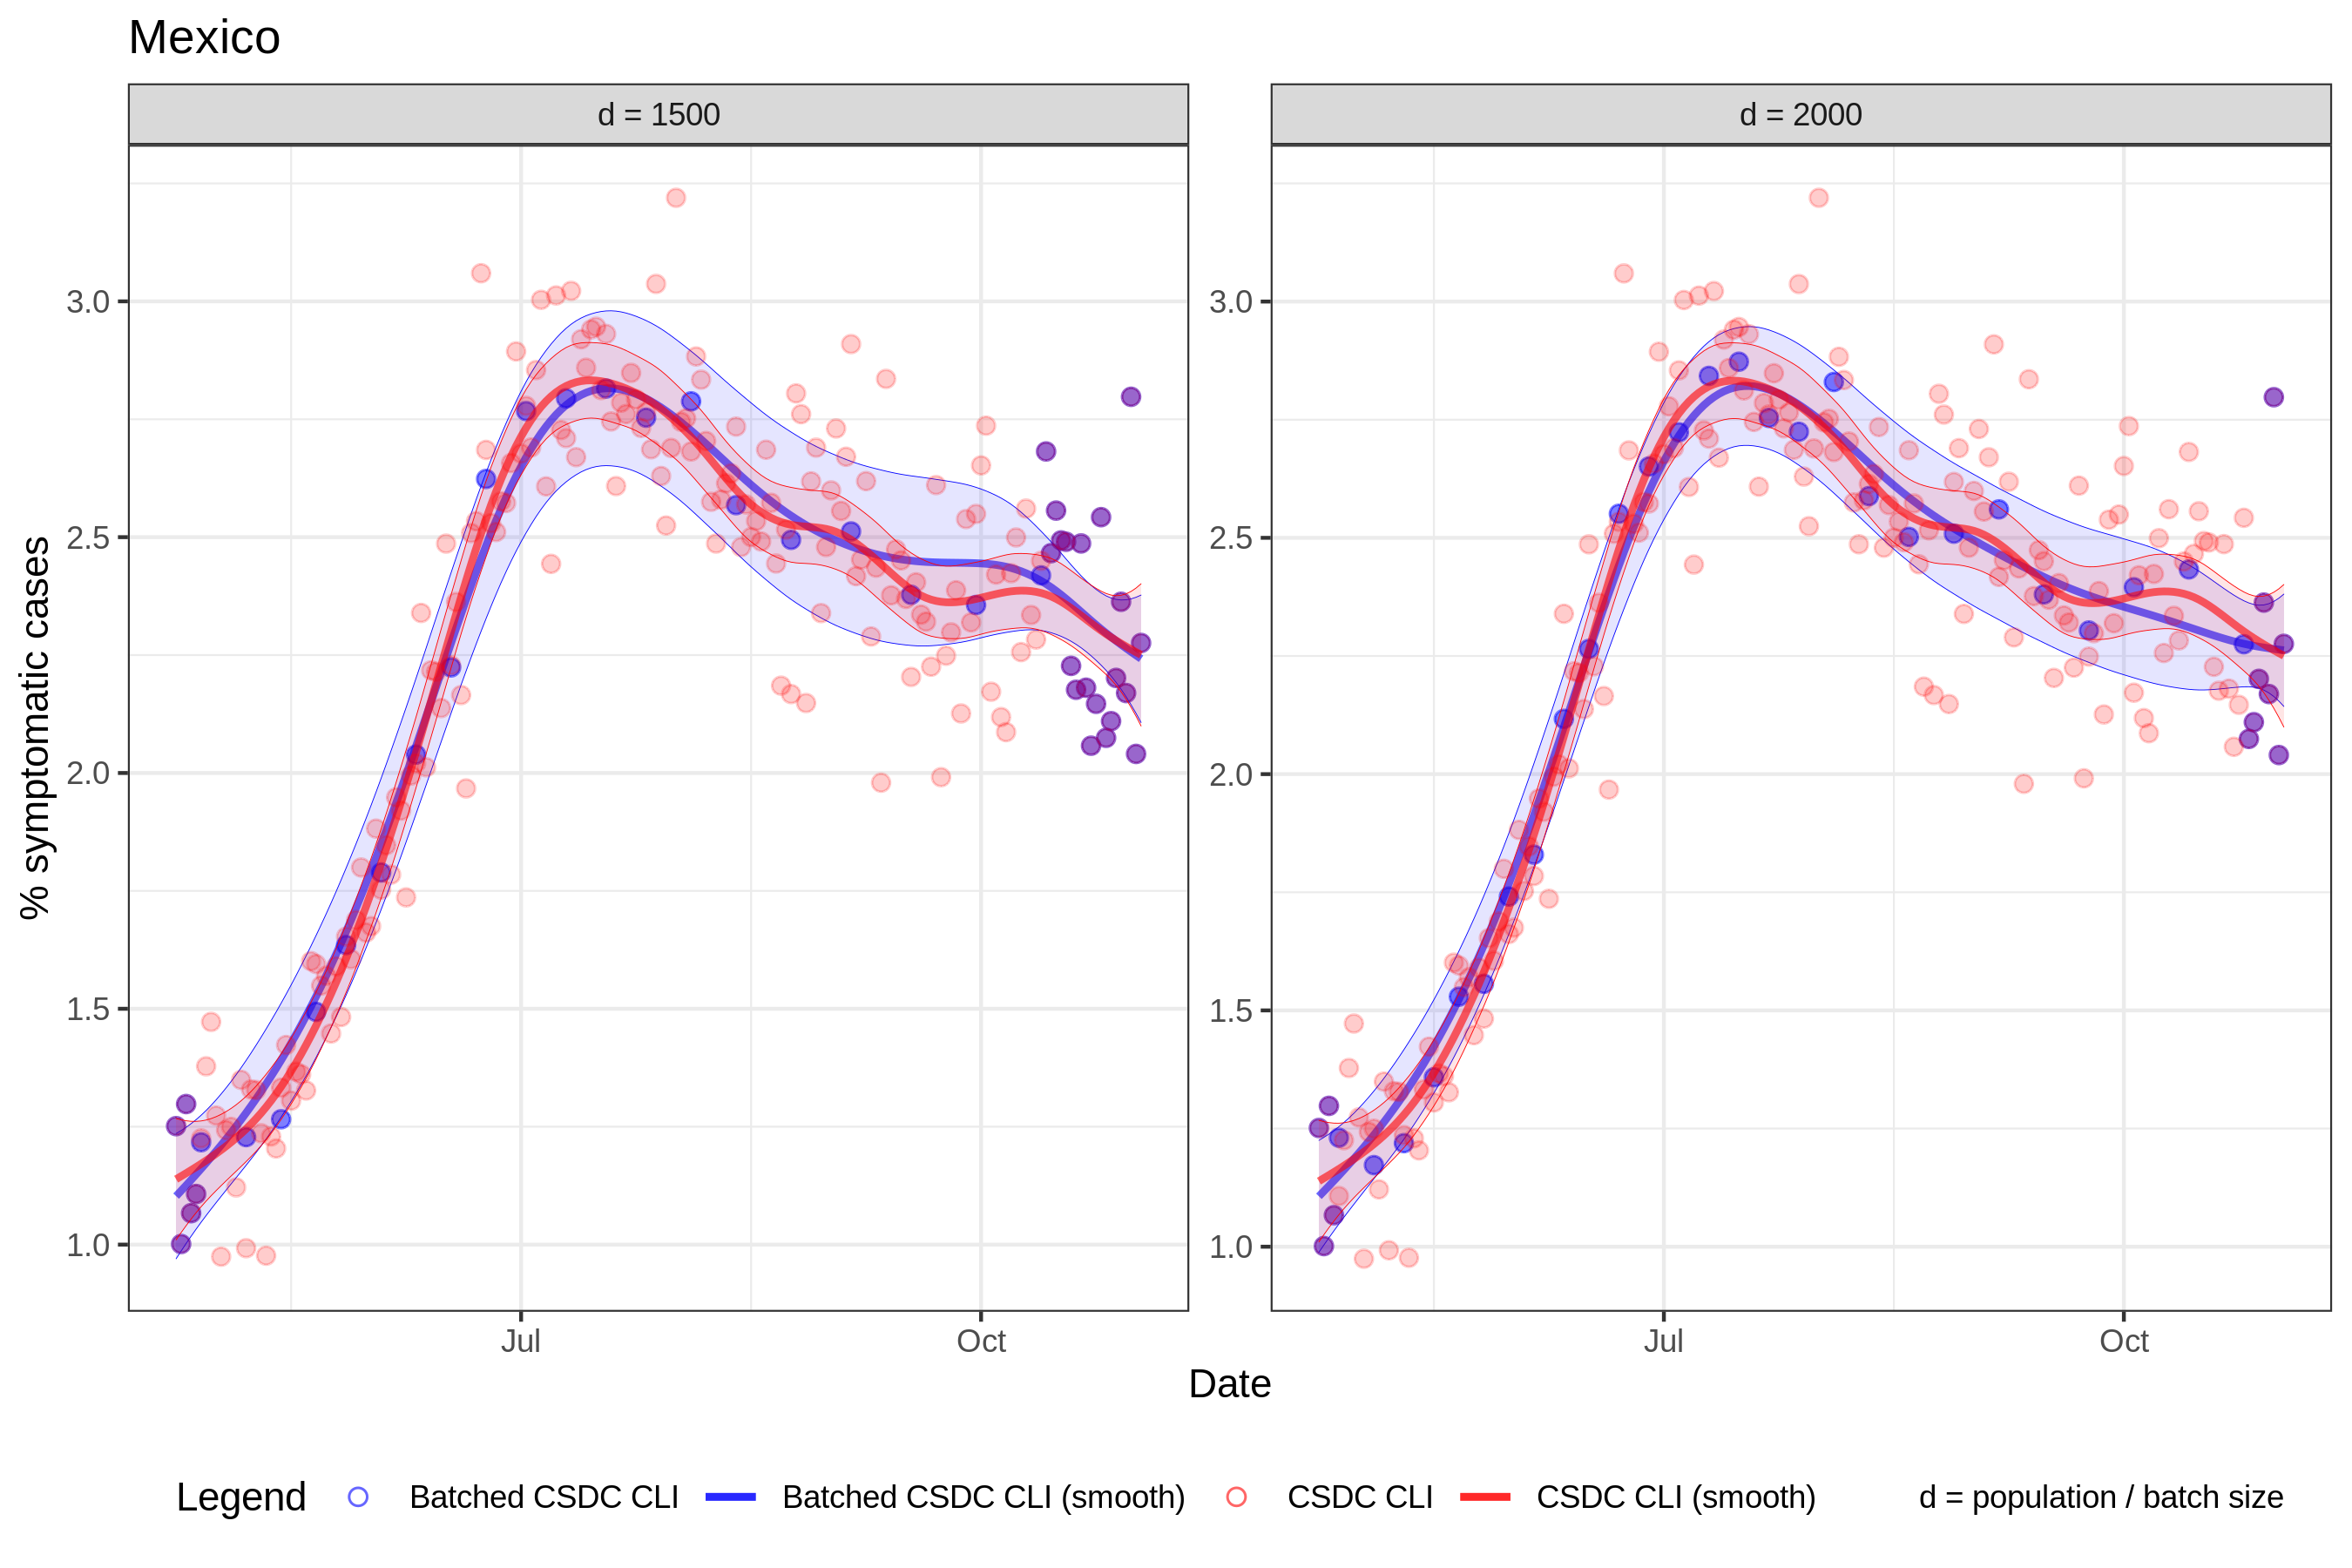 Mexico
d = 1500
d = 2000
% symptomatic cases
3.0
2.5
2.0
1.5
1.0
3.0
2.5
2.0
1.5
1.0
Jul
Oct
Jul
Oct
Date
Legend
Batched CSDC CLI
Batched CSDC CLI (smooth)
CSDC CLI
CSDC CLI (smooth)
d = population / batch size